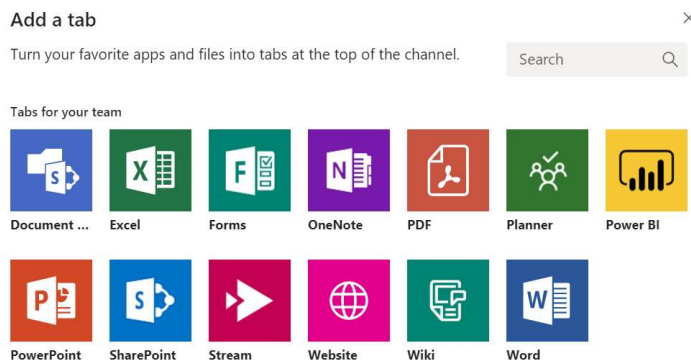 Add a tab
Turn your favorite apps and files into tabs at the top of the channel.
Search
Tabs for your team
Document ... Excel Forms OneNote PDF Planner Power BI
PowerPoint SharePoint Stream Website Wiki Word